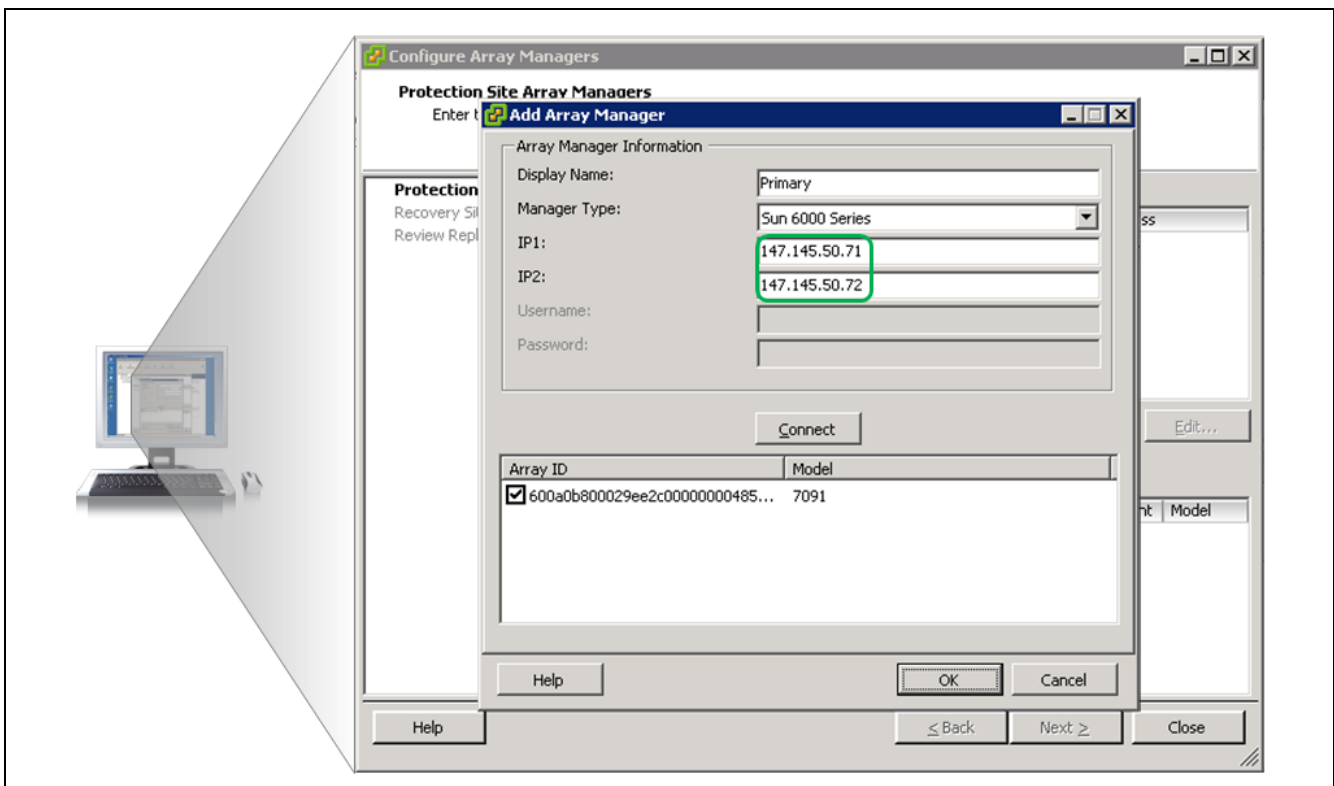 Configure Array Managers
Protection Site Array Managers
Enter t
Add Array Manager
Array Manager Information
Display Name:
Primary
Manager Type:
Sun 6000 Series
IP1:
147.145.50.71
IP2:
147.145.50.72
Username:
Password:
Connect
Array ID Model
600a0b800029ee2c00000000485... 7091
Help OK Cancel
Protection
Recovery Sit
Review Repl
ss
Edit...
nt Model
Help < Back Next > Close